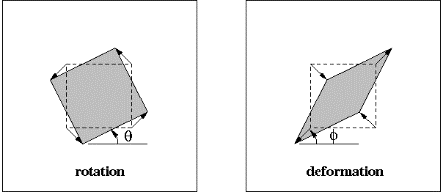 θ
rotation
ϕ
deformation